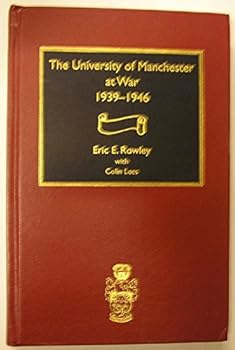 The University of Manchester
at War
1939–1946
Eric E. Rowley
with
Colin Lees